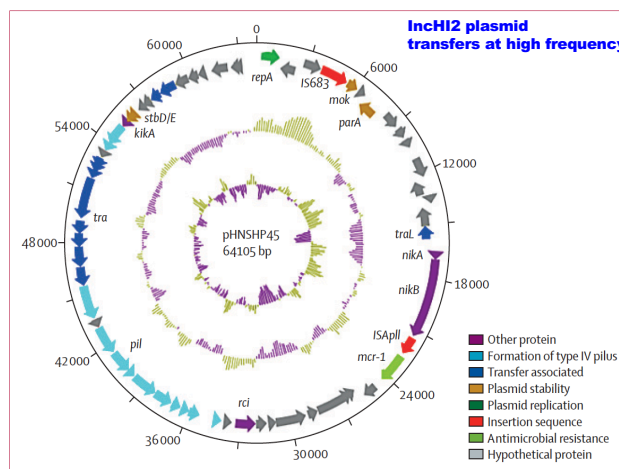 IncHI2 plasmid
transfers at high frequency
0
6000
12000
18000
24000
30000
36000
42000
48000
54000
60000
repA
IS683
mok
parA
traL
nikA
nikB
ISApII
mcr-1
rci
pil
tra
kikA
stbD/E
pHNSHP45
64105 bp
Other protein
Formation of type IV pilus
Transfer associated
Plasmid stability
Plasmid replication
Insertion sequence
Antimicrobial resistance
Hypothetical protein